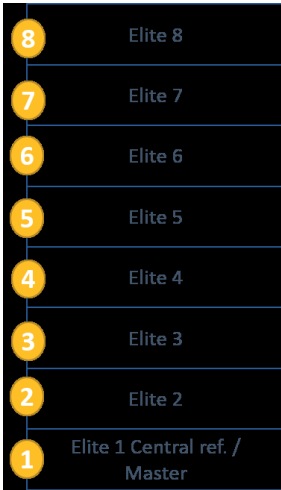 8 Elite 8
7 Elite 7
6 Elite 6
5 Elite 5
4 Elite 4
3 Elite 3
2 Elite 2
1 Elite 1 Central ref. /
Master